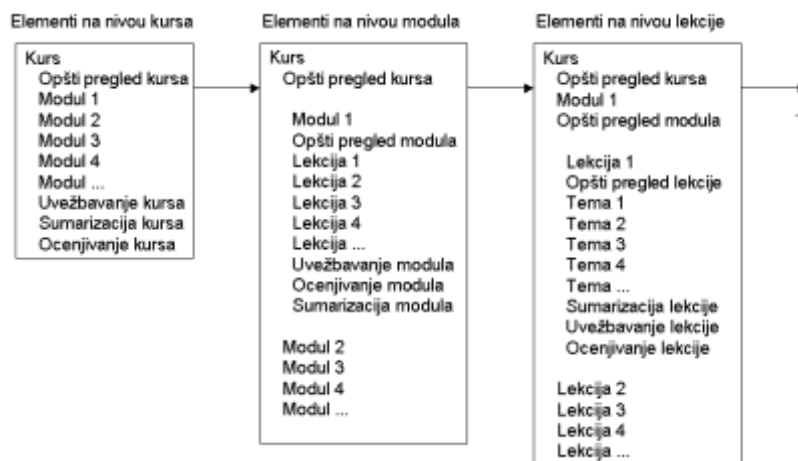 Elementi na nivou kursa
Kurs
Opšti pregled kursa
Modul 1
Modul 2
Modul 3
Modul 4
Modul ...
Uvežbavanje kursa
Sumarizacija kursa
Ocenjivanje kursa
Elementi na nivou modula
Kurs
Opšti pregled kursa
Modul 1
Opšti pregled modula
Lekcija 1
Lekcija 2
Lekcija 3
Lekcija 4
Lekcija ...
Uvežbavanje modula
Ocenjivanje modula
Sumarizacija modula
Modul 2
Modul 3
Modul 4
Modul ...
Elementi na nivou lekcije
Kurs
Opšti pregled kursa
Modul 1
Opšti pregled modula
Lekcija 1
Opšti pregled lekcije
Tema 1
Tema 2
Tema 3
Tema 4
Tema ...
Sumarizacija lekcije
Uvežbavanje lekcije
Ocenjivanje lekcije
Lekcija 2
Lekcija 3
Lekcija 4
Lekcija ...